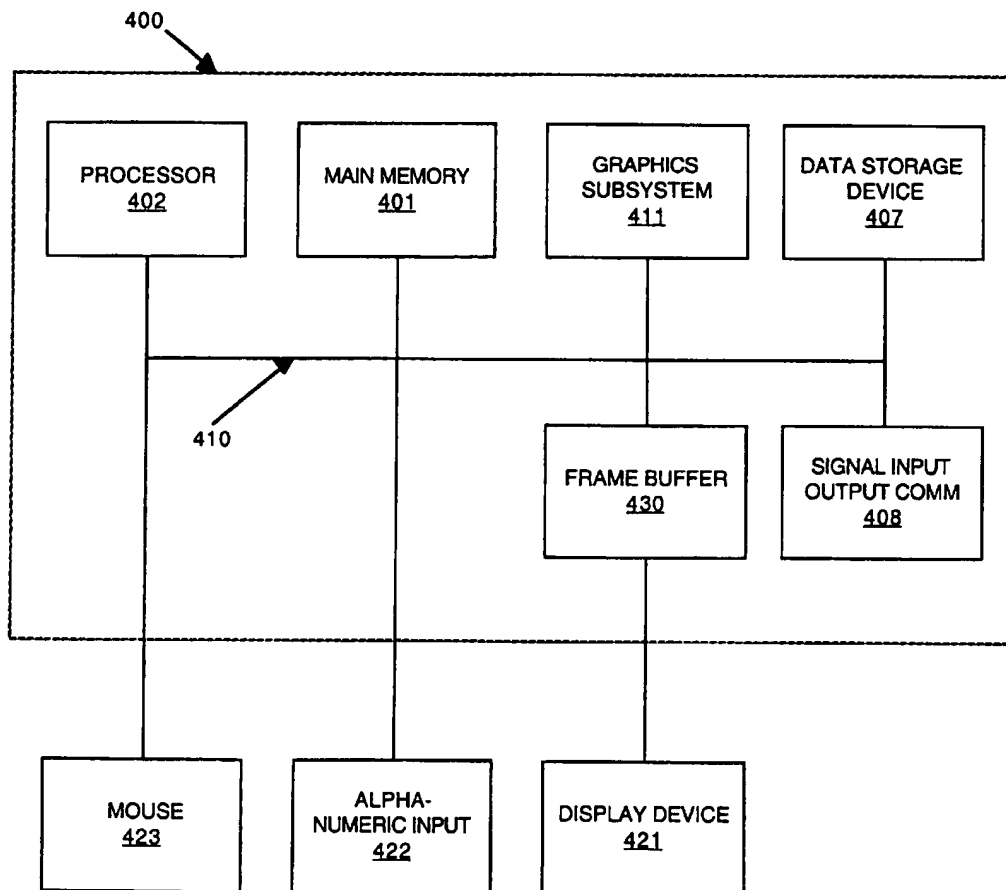 400
PROCESSOR
402
MAIN MEMORY
401
GRAPHICS
SUBSYSTEM
411
DATA STORAGE
DEVICE
407
410
FRAME BUFFER
430
SIGNAL INPUT
OUTPUT COMM
408
MOUSE
423
ALPHA-
NUMERIC INPUT
422
DISPLAY DEVICE
421